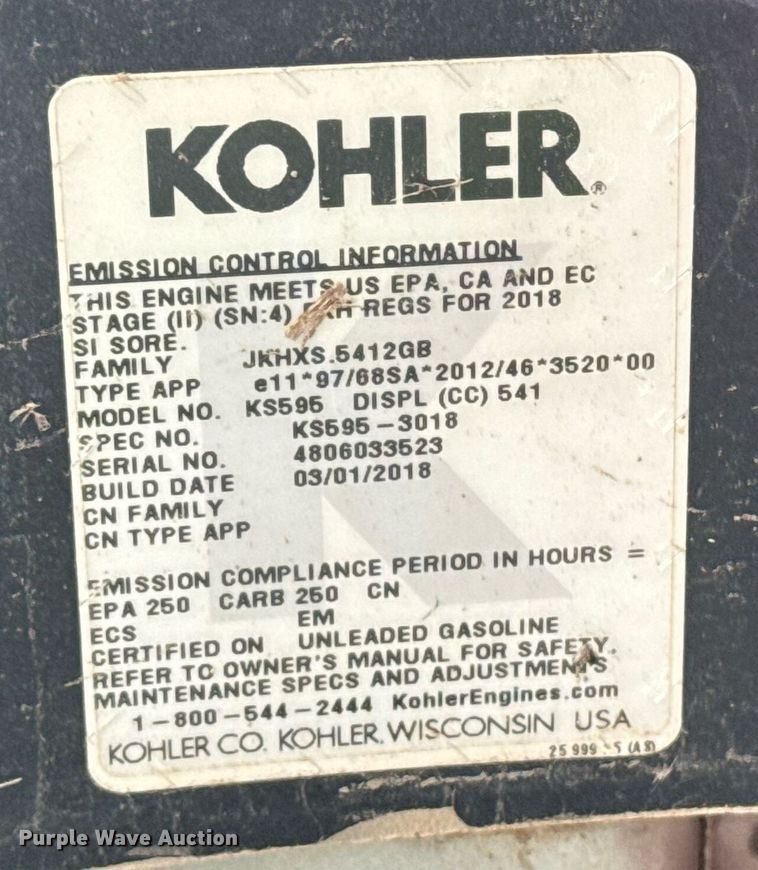 KOHLER®
EMISSION CONTROL INFORMATION
THIS ENGINE MEETS US EPA, CA AND EC
STAGE (II) (SN:4) REGS FOR 2018
SI SORE.
FAMILY JKHXS.5412GB
TYPE APP e11*97/68SA*2012/46*3520*00
MODEL NO. KS595 DISPL (CC) 541
SPEC NO. KS595-3018
SERIAL NO. 4806033523
BUILD DATE 03/01/2018
CN FAMILY
CN TYPE APP
EMISSION COMPLIANCE PERIOD IN HOURS =
EPA 250 CARB 250 CN
ECS EM
CERTIFIED ON UNLEADED GASOLINE
REFER TO OWNER'S MANUAL FOR SAFETY,
MAINTENANCE SPECS AND ADJUSTMENTS
1-800-544-2444 KohlerEngines.com
KOHLER CO. KOHLER, WISCONSIN USA
25 999 (A8)
Purple Wave Auction